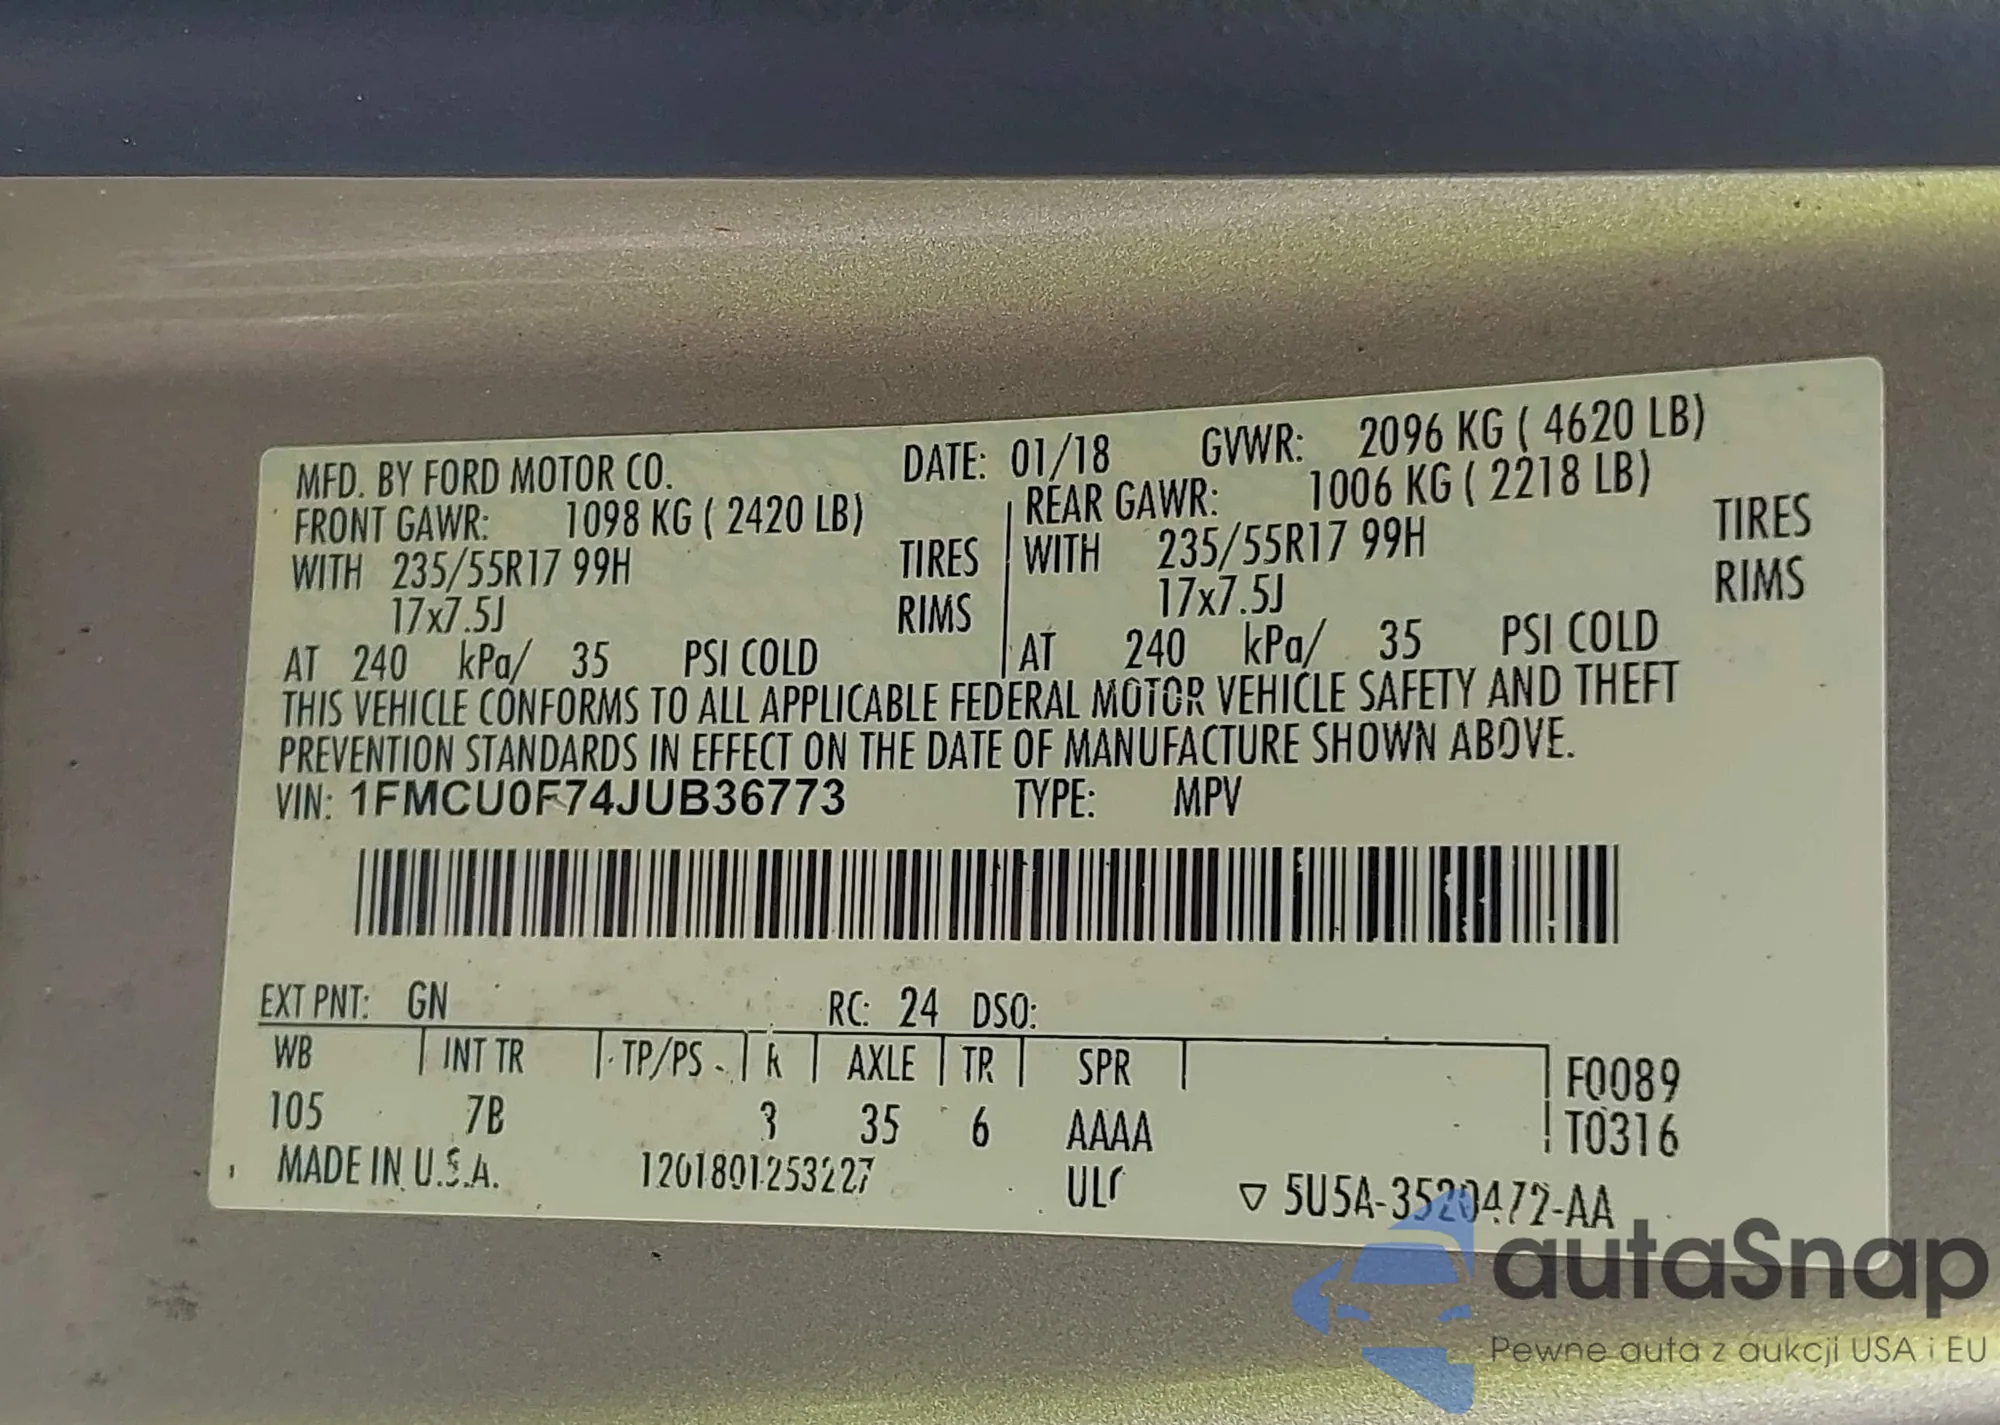 MFD. BY FORD MOTOR CO. DATE: 01/18 GVWR: 2096 KG ( 4620 LB)
FRONT GAWR: 1098 KG ( 2420 LB) REAR GAWR: 1006 KG ( 2218 LB)
WITH 235/55R17 99H TIRES WITH 235/55R17 99H TIRES
17x7.5J RIMS 17x7.5J RIMS
AT 240 kPa/ 35 PSI COLD AT 240 kPa/ 35 PSI COLD
THIS VEHICLE CONFORMS TO ALL APPLICABLE FEDERAL MOTOR VEHICLE SAFETY AND THEFT
PREVENTION STANDARDS IN EFFECT ON THE DATE OF MANUFACTURE SHOWN ABOVE.
VIN: 1FMCU0F74JUB36773 TYPE: MPV
EXT PNT: GN RC: 24 DSO:
WB INT TR TP/PS R AXLE TR SPR F0089
105 7B 3 35 6 AAAA T0316
MADE IN U.S.A. 1201801253227 ▽ 5U5A-3520472-AA
autaSnap
Pewne auta z aukcji USA i EU